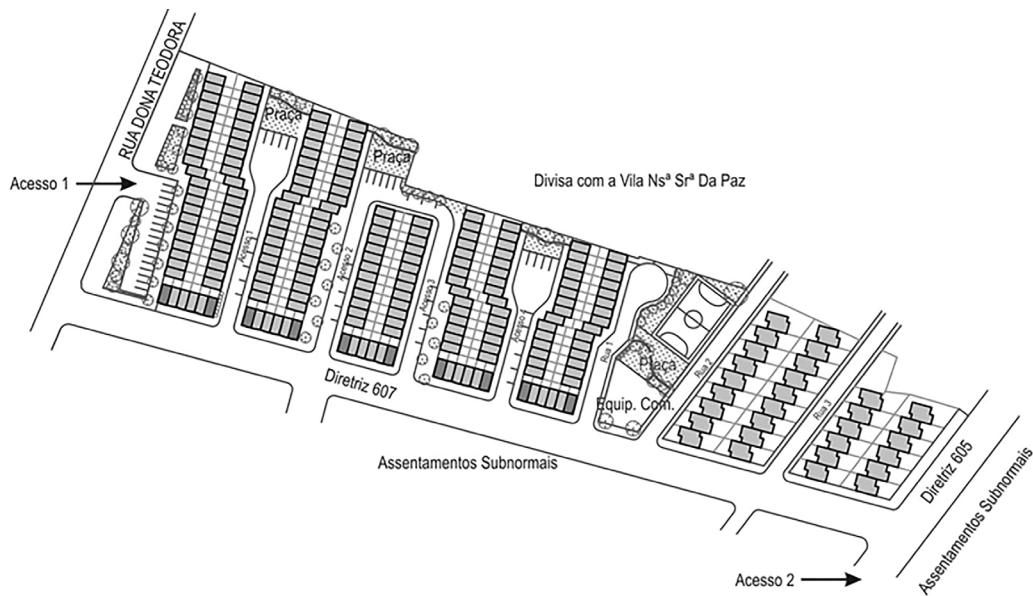 RUA DONA TEODORA
Praça
Praça
Acesso 1
Divisa com a Vila Nsª Srª Da Paz
Acesso 1
Acesso 2
Acesso 3
Acesso 4
Rua 1
Praça
Rua 2
Rua 3
Equip. Com.
Diretriz 607
Assentamentos Subnormais
Diretriz 605
Assentamentos Subnormais
Acesso 2